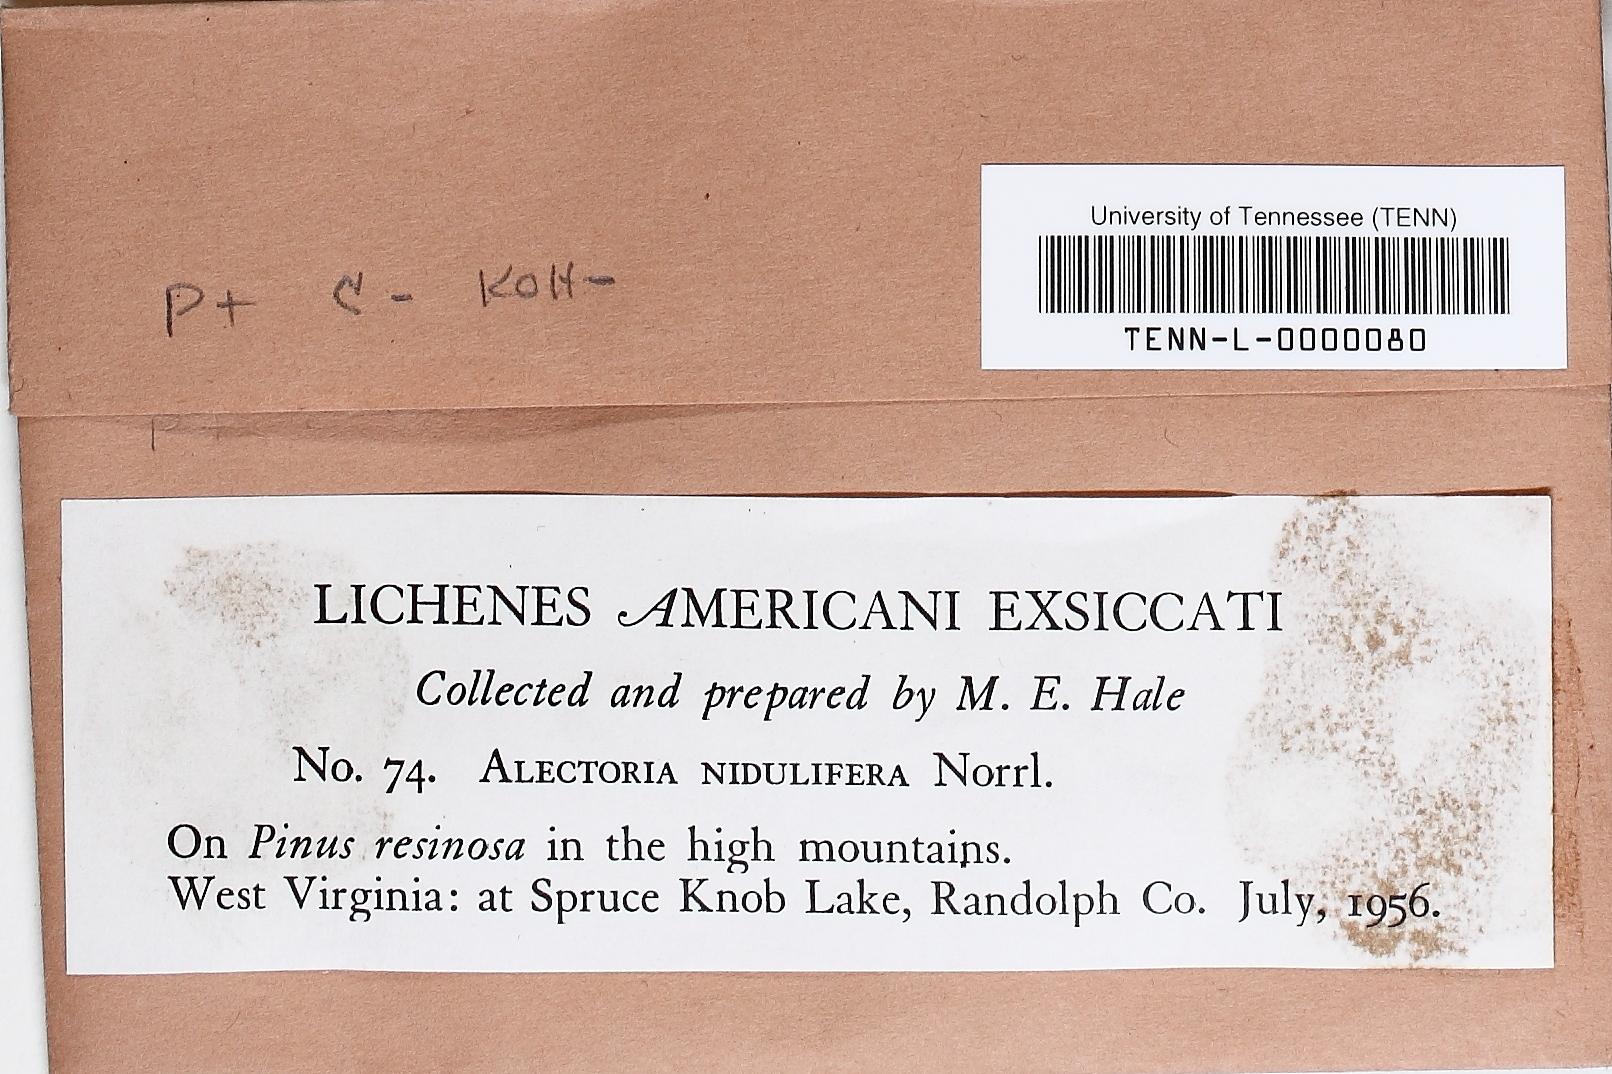 University of Tennessee (TENN)
TENN-L-0000080
P+ C- KOH-
LICHENES AMERICANI EXSICCATI
Collected and prepared by M. E. Hale
No. 74. ALECTORIA NIDULIFERA Norrl.
On Pinus resinosa in the high mountains.
West Virginia: at Spruce Knob Lake, Randolph Co. July, 1956.